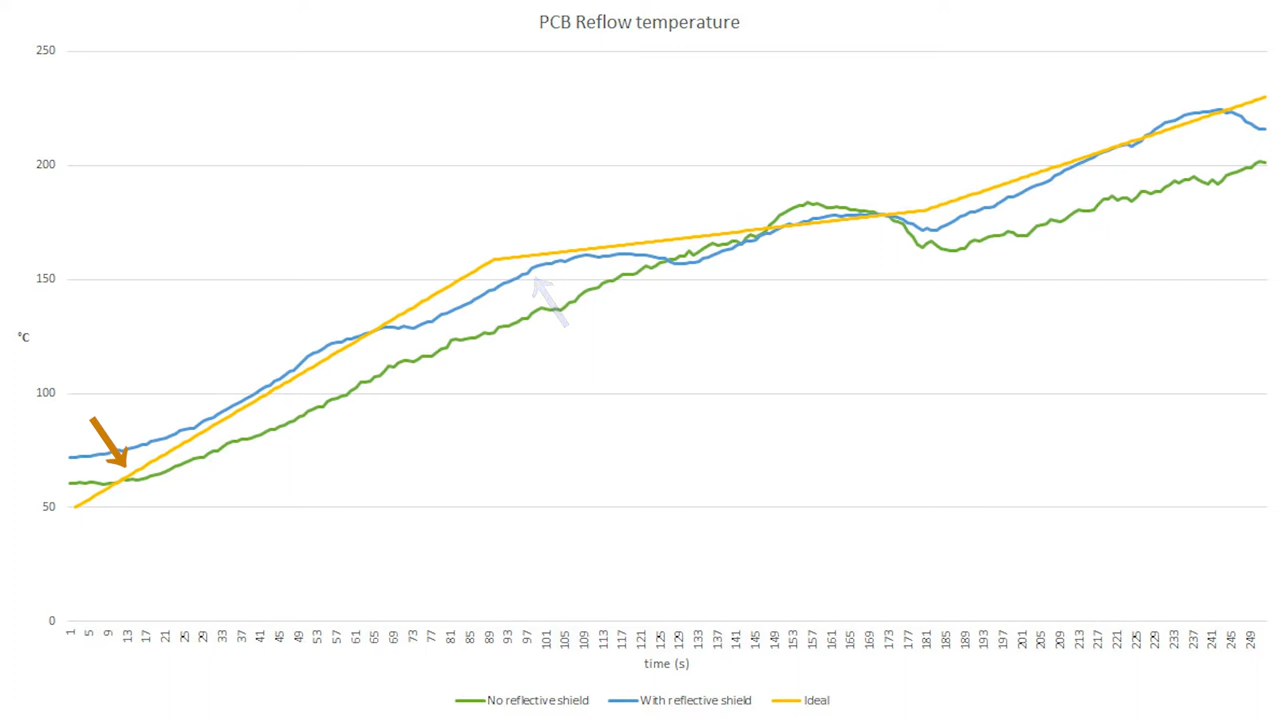 PCB Reflow temperature
250
200
150
°C
100
50
0
1 5 9 13 17 21 25 29 33 37 41 45 49 53 57 61 65 69 73 77 81 85 89 93 97 101 105 109 113 117 121 125 129 133 137 141 145 149 153 157 161 165 169 173 177 181 185 189 193 197 201 205 209 213 217 221 225 229 233 237 241 245 249
time (s)
No reflective shield With reflective shield Ideal